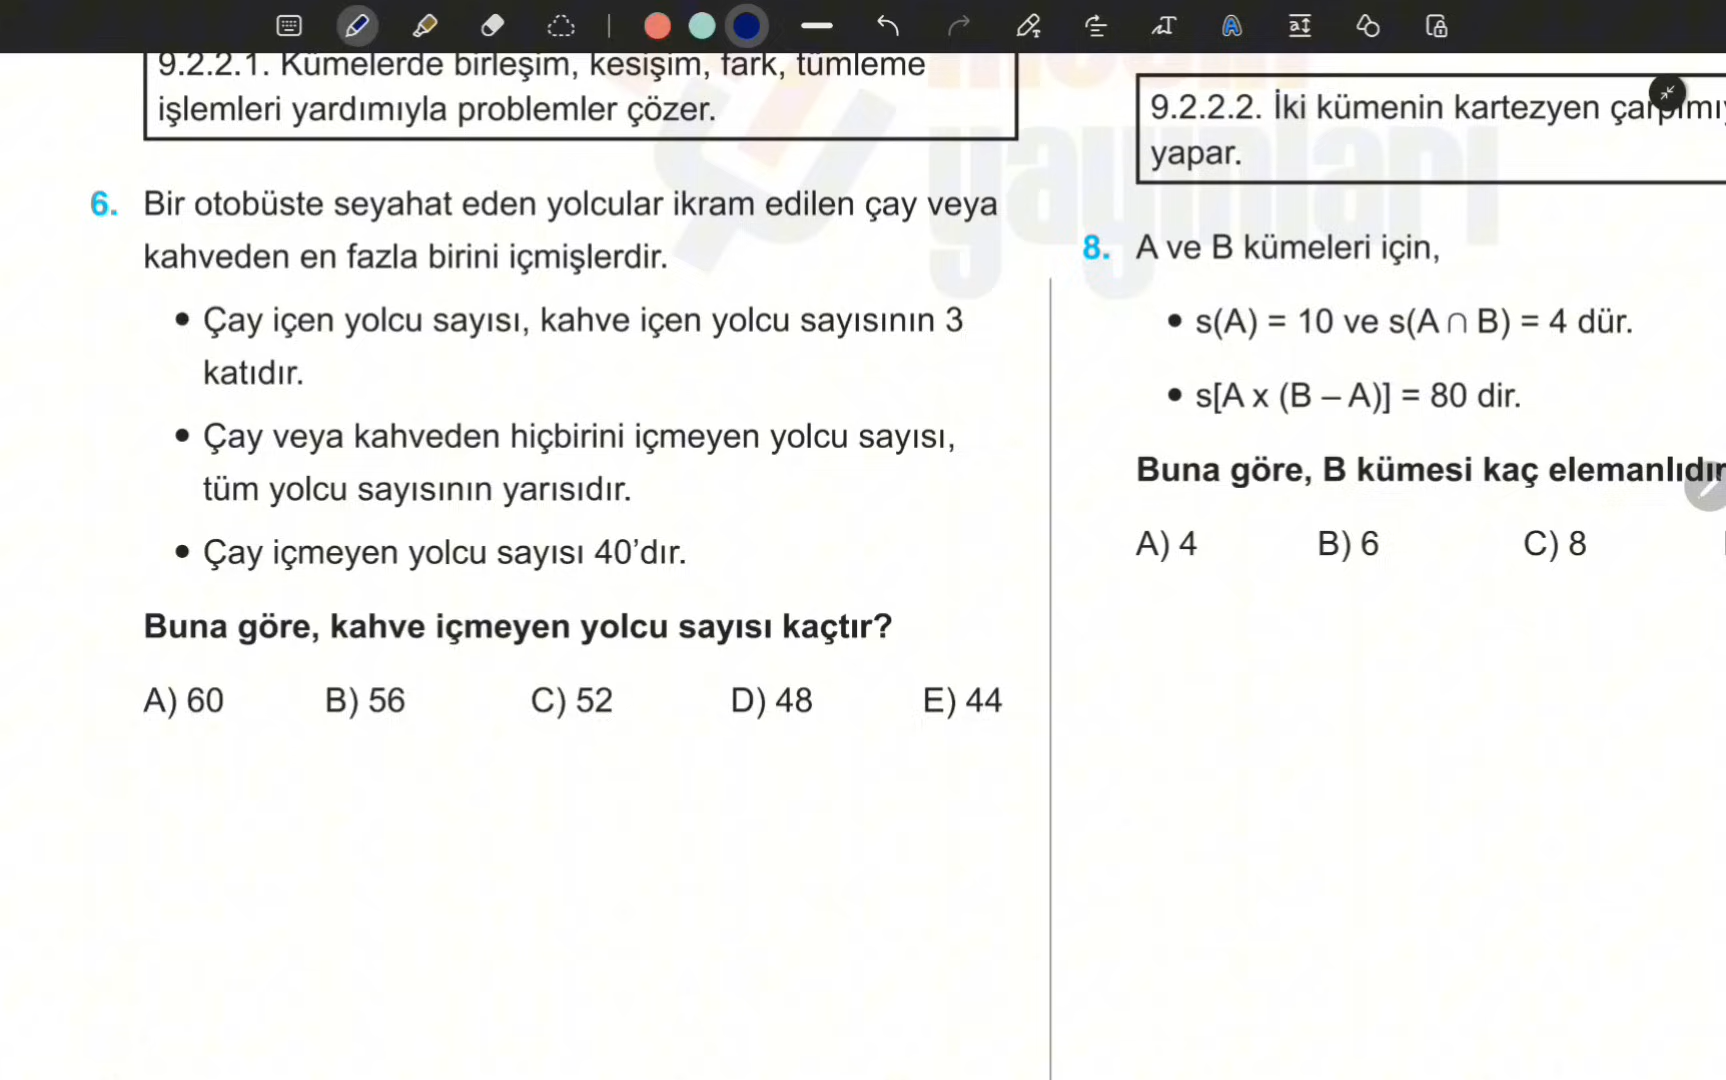 9.2.2.1. Kümelerde birleşim, kesişim, fark, tümleme
işlemleri yardımıyla problemler çözer.
6. Bir otobüste seyahat eden yolcular ikram edilen çay veya
kahveden en fazla birini içmişlerdir.
• Çay içen yolcu sayısı, kahve içen yolcu sayısının 3
katıdır.
• Çay veya kahveden hiçbirini içmeyen yolcu sayısı,
tüm yolcu sayısının yarısıdır.
• Çay içmeyen yolcu sayısı 40’dır.
Buna göre, kahve içmeyen yolcu sayısı kaçtır?
A) 60 B) 56 C) 52 D) 48 E) 44
9.2.2.2. İki kümenin kartezyen
yapar.
8. A ve B kümeleri için,
• s(A) = 10 ve s(A ∩ B) = 4 dür.
• s[A x (B – A)] = 80 dir.
Buna göre, B kümesi kaç elemanlıdır
A) 4 B) 6 C) 8
yayınları